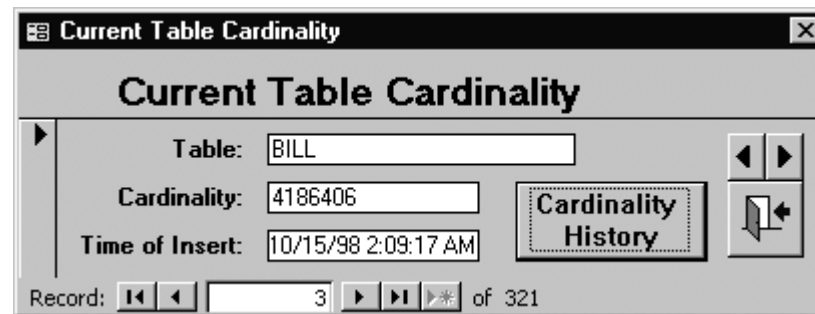 Current Table Cardinality
Current Table Cardinality
Table: BILL
Cardinality: 4186406
Time of Insert: 10/15/98 2:09:17 AM
Cardinality
History
Record: 3 of 321